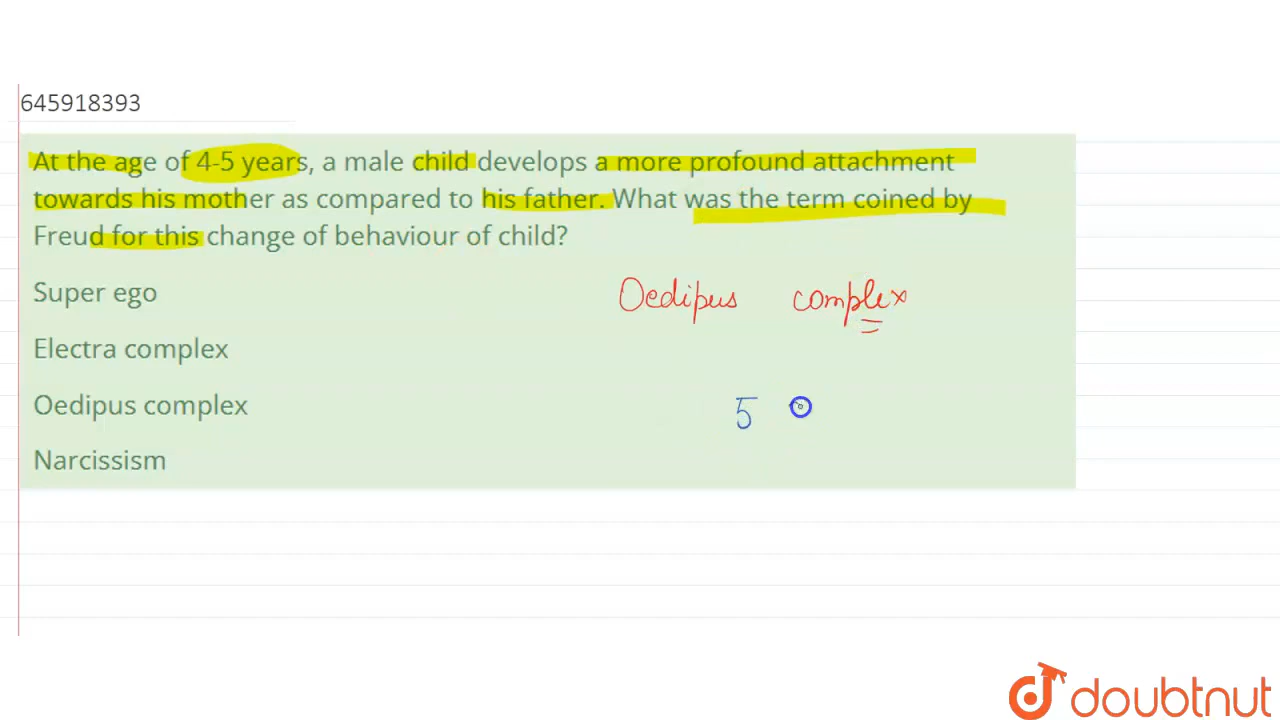 645918393
At the age of 4-5 years, a male child develops a more profound attachment
towards his mother as compared to his father. What was the term coined by
Freud for this change of behaviour of child?
Super ego
Oedipus complex
Electra complex
Oedipus complex
5
Narcissism
doubtnut